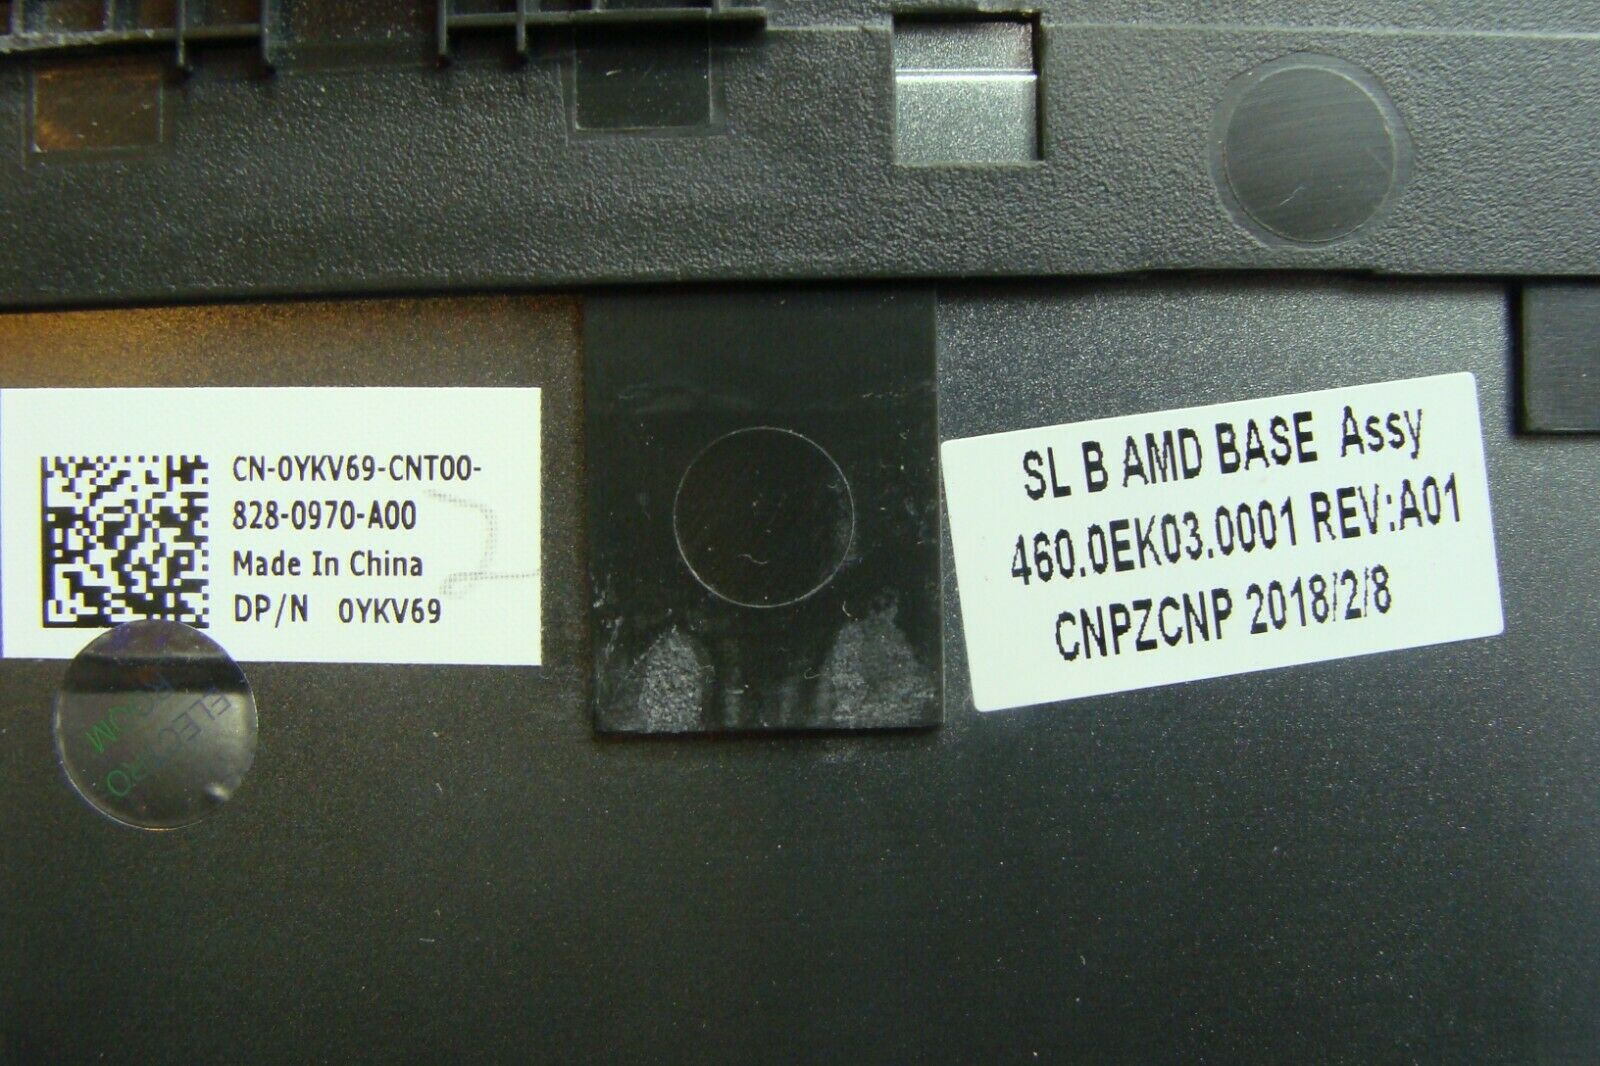 CN-0YKV69-CNT00-
828-0970-A00
Made In China
DP/N 0YKV69
SL B AMD BASE Assy
460.0EK03.0001 REV:A01
CNPZCNP 2018/2/8
ELECTRO